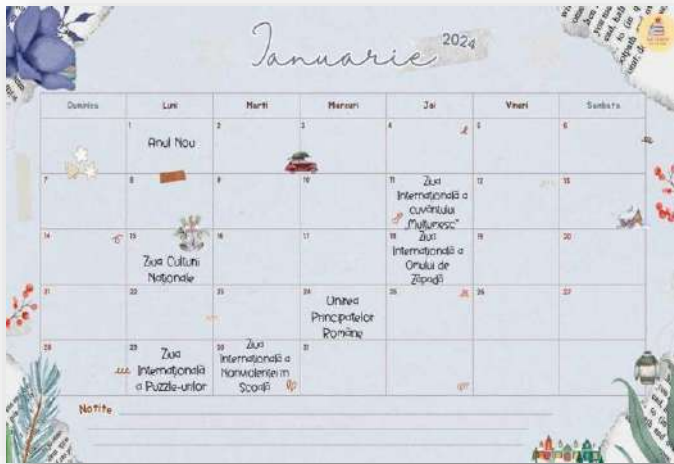 Ianuarie 2024
Duminica Luni Marti Miercuri Joi Vineri Sambata
1 2 3 4 5 6
Anul Nou
7 8 9 10 11 12 13
Ziua
Internațională a
cuvântului
„Mulțumesc”
14 15 16 17 18 19 20
Ziua Culturii
Naționale
Ziua
Internațională a
Omului de
Zăpadă
21 22 23 24 25 26 27
Unirea
Principatelor
Române
28 29 30 31
Ziua
Internațională
a Puzzle-urilor
Ziua
Internațională a
Nonviolenței în
Școală
Notite